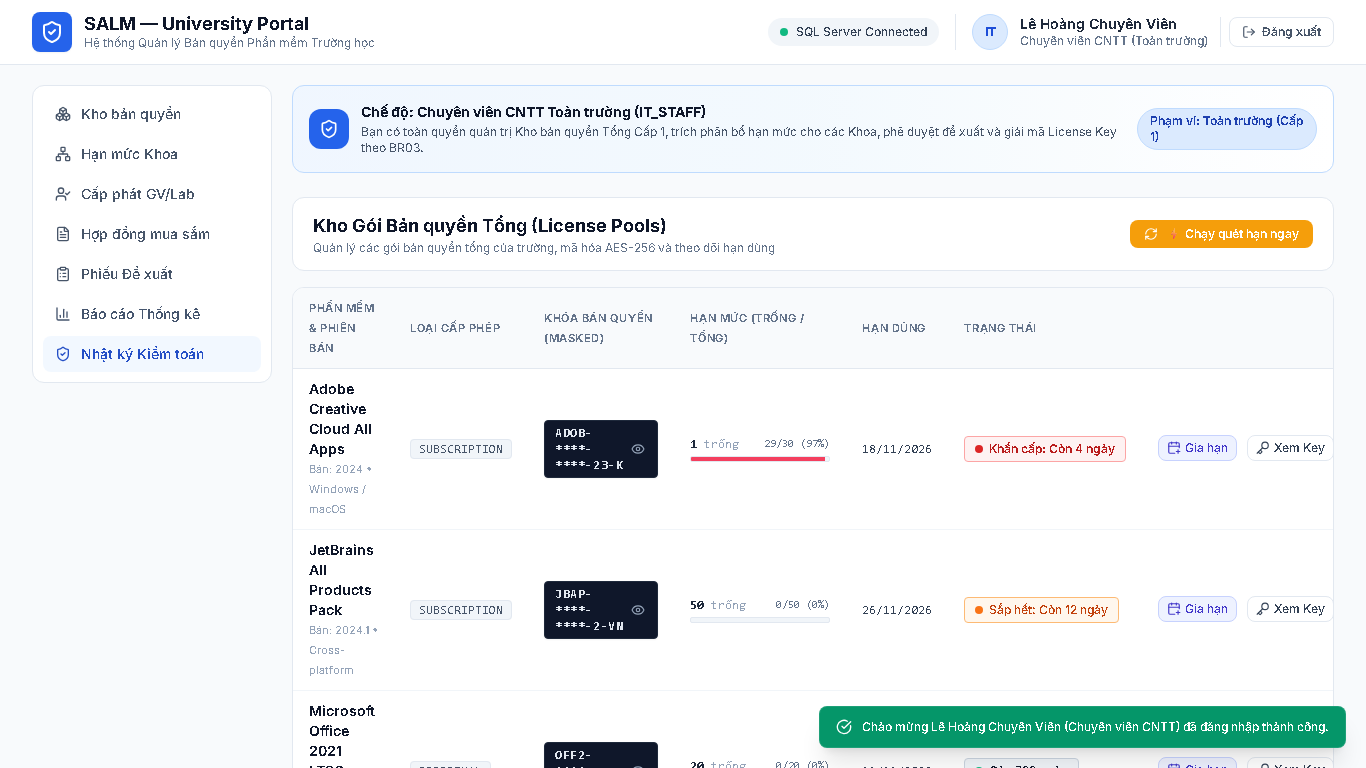 SALM — University Portal
Hệ thống Quản lý Bản quyền Phần mềm Trường học
SQL Server Connected
IT
Lê Hoàng Chuyên Viên
Chuyên viên CNTT (Toàn trường)
Đăng xuất
Kho bản quyền
Hạn mức Khoa
Cấp phát GV/Lab
Hợp đồng mua sắm
Phiếu Đề xuất
Báo cáo Thống kê
Nhật ký Kiểm toán
Chế độ: Chuyên viên CNTT Toàn trường (IT_STAFF)
Bạn có toàn quyền quản trị Kho bản quyền Tổng Cấp 1, trích phân bổ hạn mức cho các Khoa, phê duyệt đề xuất và giải mã License Key
theo BR03.
Phạm vi: Toàn trường (Cấp
1)
Kho Gói Bản quyền Tổng (License Pools)
Quản lý các gói bản quyền tổng của trường, mã hóa AES-256 và theo dõi hạn dùng
Chạy quét hạn ngay
PHẦN MỀM
& PHIÊN
BẢN
LOẠI CẤP PHÉP
KHÓA BẢN QUYỀN
(MASKED)
HẠN MỨC (TRỐNG /
TỔNG)
HẠN DÙNG
TRẠNG THÁI
Adobe
Creative
Cloud All
Apps
Bản: 2024 •
Windows /
macOS
SUBSCRIPTION
ADOB-
****-
****-23-K
1 trống
29/30 (97%)
18/11/2026
Khẩn cấp: Còn 4 ngày
Gia hạn
Xem Key
JetBrains
All
Products
Pack
Bản: 2024.1 •
Cross-
platform
SUBSCRIPTION
JBAP-
****-
****-2-VN
50 trống
0/50 (0%)
26/11/2026
Sắp hết: Còn 12 ngày
Gia hạn
Xem Key
Microsoft
Office
2021
OFF2-
20 trống
0/20 (0%)
Gia hạn
Xem Key
Chào mừng Lê Hoàng Chuyên Viên (Chuyên viên CNTT) đã đăng nhập thành công.